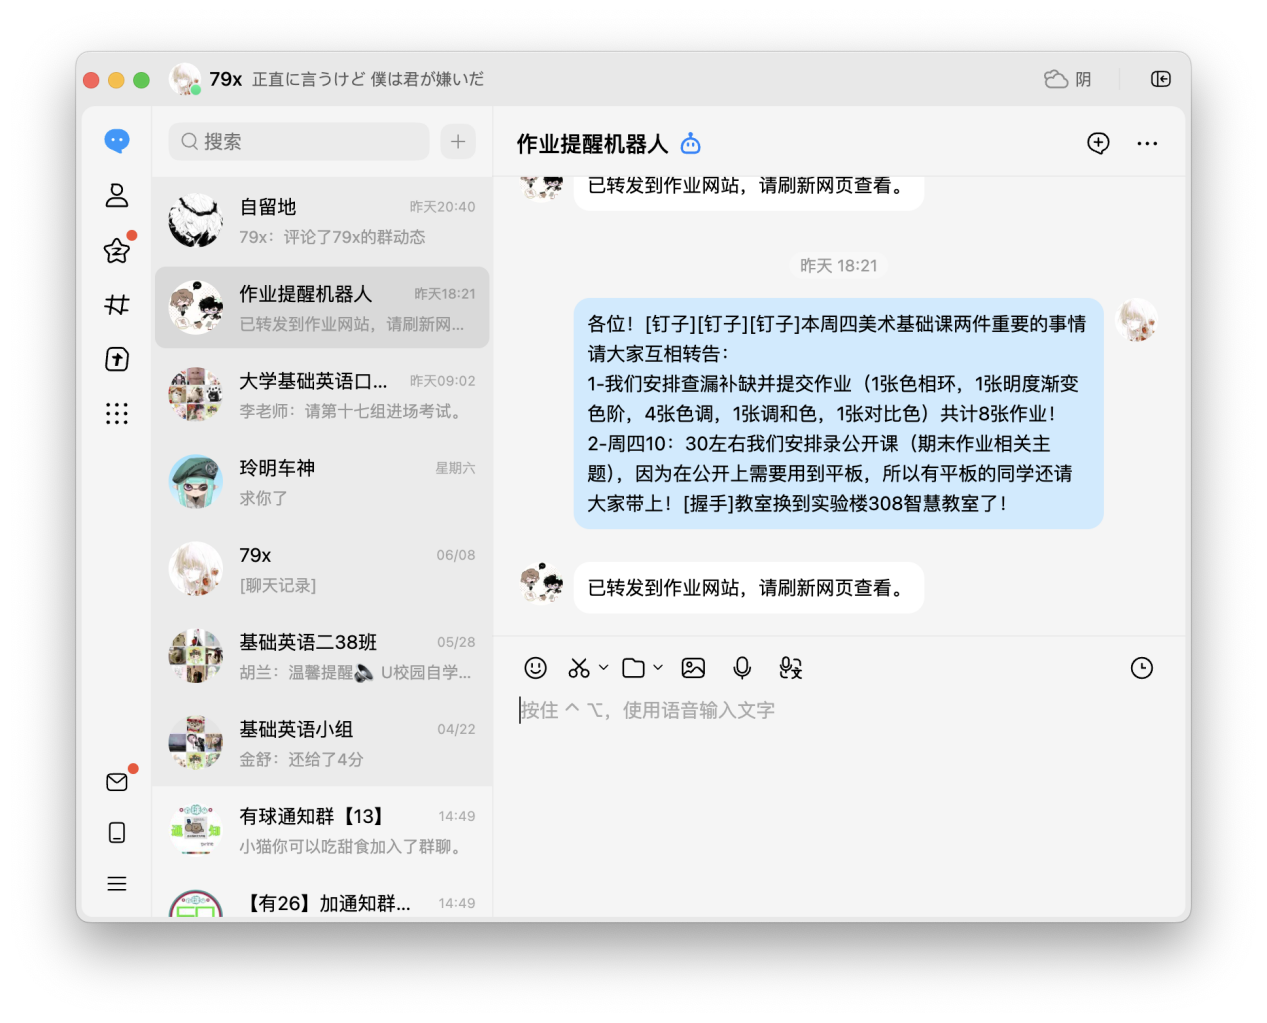 79x 正直に言うけど 僕は君が嫌いだ
阴
搜索
自留地
昨天20:40
79x：评论了79x的群动态
作业提醒机器人
昨天18:21
已转发到作业网站，请刷新网...
大学基础英语口...
昨天09:02
李老师：请第十七组进场考试。
玲明车神
星期六
求你了
79x
06/08
[聊天记录]
基础英语二38班
05/28
胡兰：温馨提醒🔊 U校园自学...
基础英语小组
04/22
金舒：还给了4分
有球通知群【13】
14:49
小猫你可以吃甜食加入了群聊。
【有26】加通知群...
14:49
作业提醒机器人
已转发到作业网站，请刷新网页查看。
昨天 18:21
各位！[钉子][钉子][钉子]本周四美术基础课两件重要的事情
请大家互相转告：
1-我们安排查漏补缺并提交作业（1张色相环，1张明度渐变
色阶，4张色调，1张调和色，1张对比色）共计8张作业！
2-周四10：30左右我们安排录公开课（期末作业相关主
题），因为在公开上需要用到平板，所以有平板的同学还请
大家带上！[握手]教室换到实验楼308智慧教室了！
已转发到作业网站，请刷新网页查看。
按住 ⌃ ⌥，使用语音输入文字